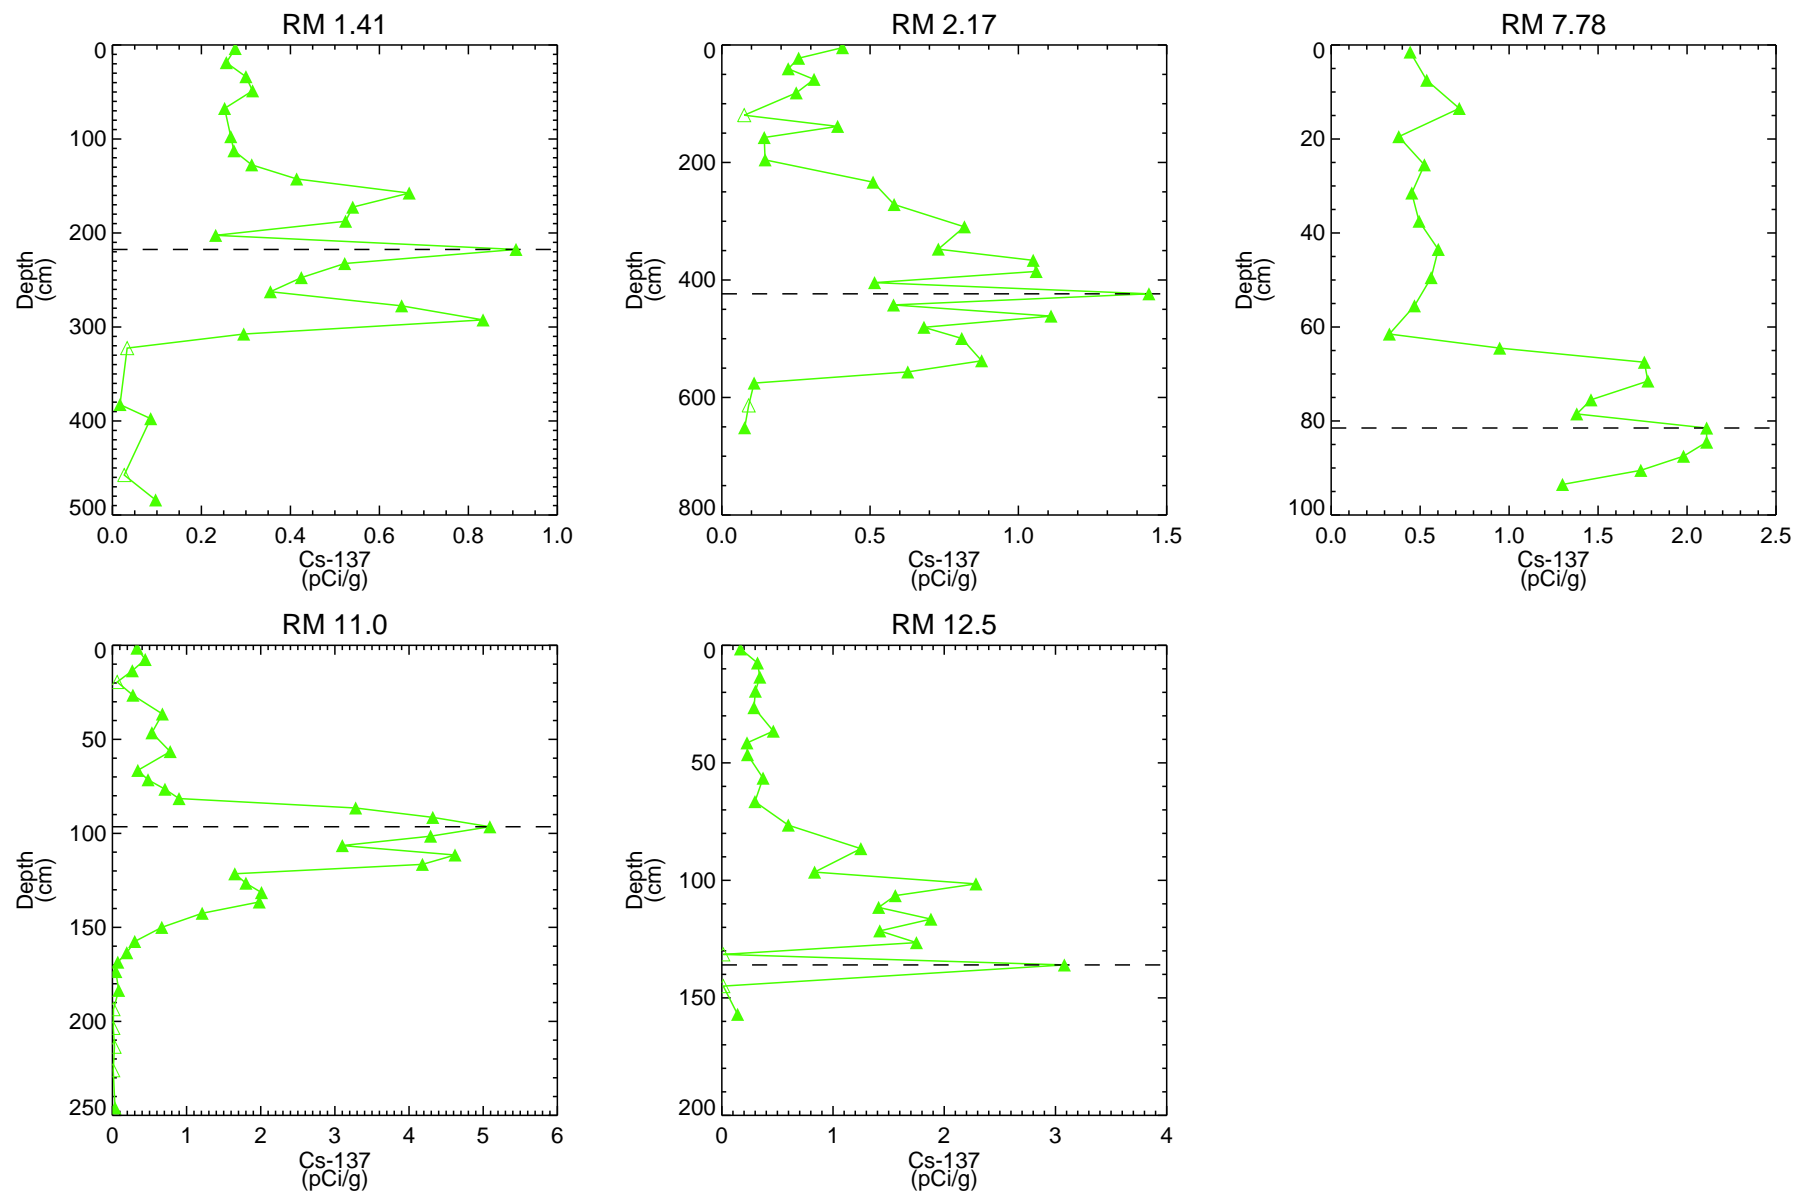 RM 1.41
0
100
200
300
400
500
Depth
(cm)
0.0 0.2 0.4 0.6 0.8 1.0
Cs-137
(pCi/g)
RM 2.17
0
200
400
600
800
Depth
(cm)
0.0 0.5 1.0 1.5
Cs-137
(pCi/g)
RM 7.78
0
20
40
60
80
100
Depth
(cm)
0.0 0.5 1.0 1.5 2.0 2.5
Cs-137
(pCi/g)
RM 11.0
0
50
100
150
200
250
Depth
(cm)
0 1 2 3 4 5 6
Cs-137
(pCi/g)
RM 12.5
0
50
100
150
200
Depth
(cm)
0 1 2 3 4
Cs-137
(pCi/g)